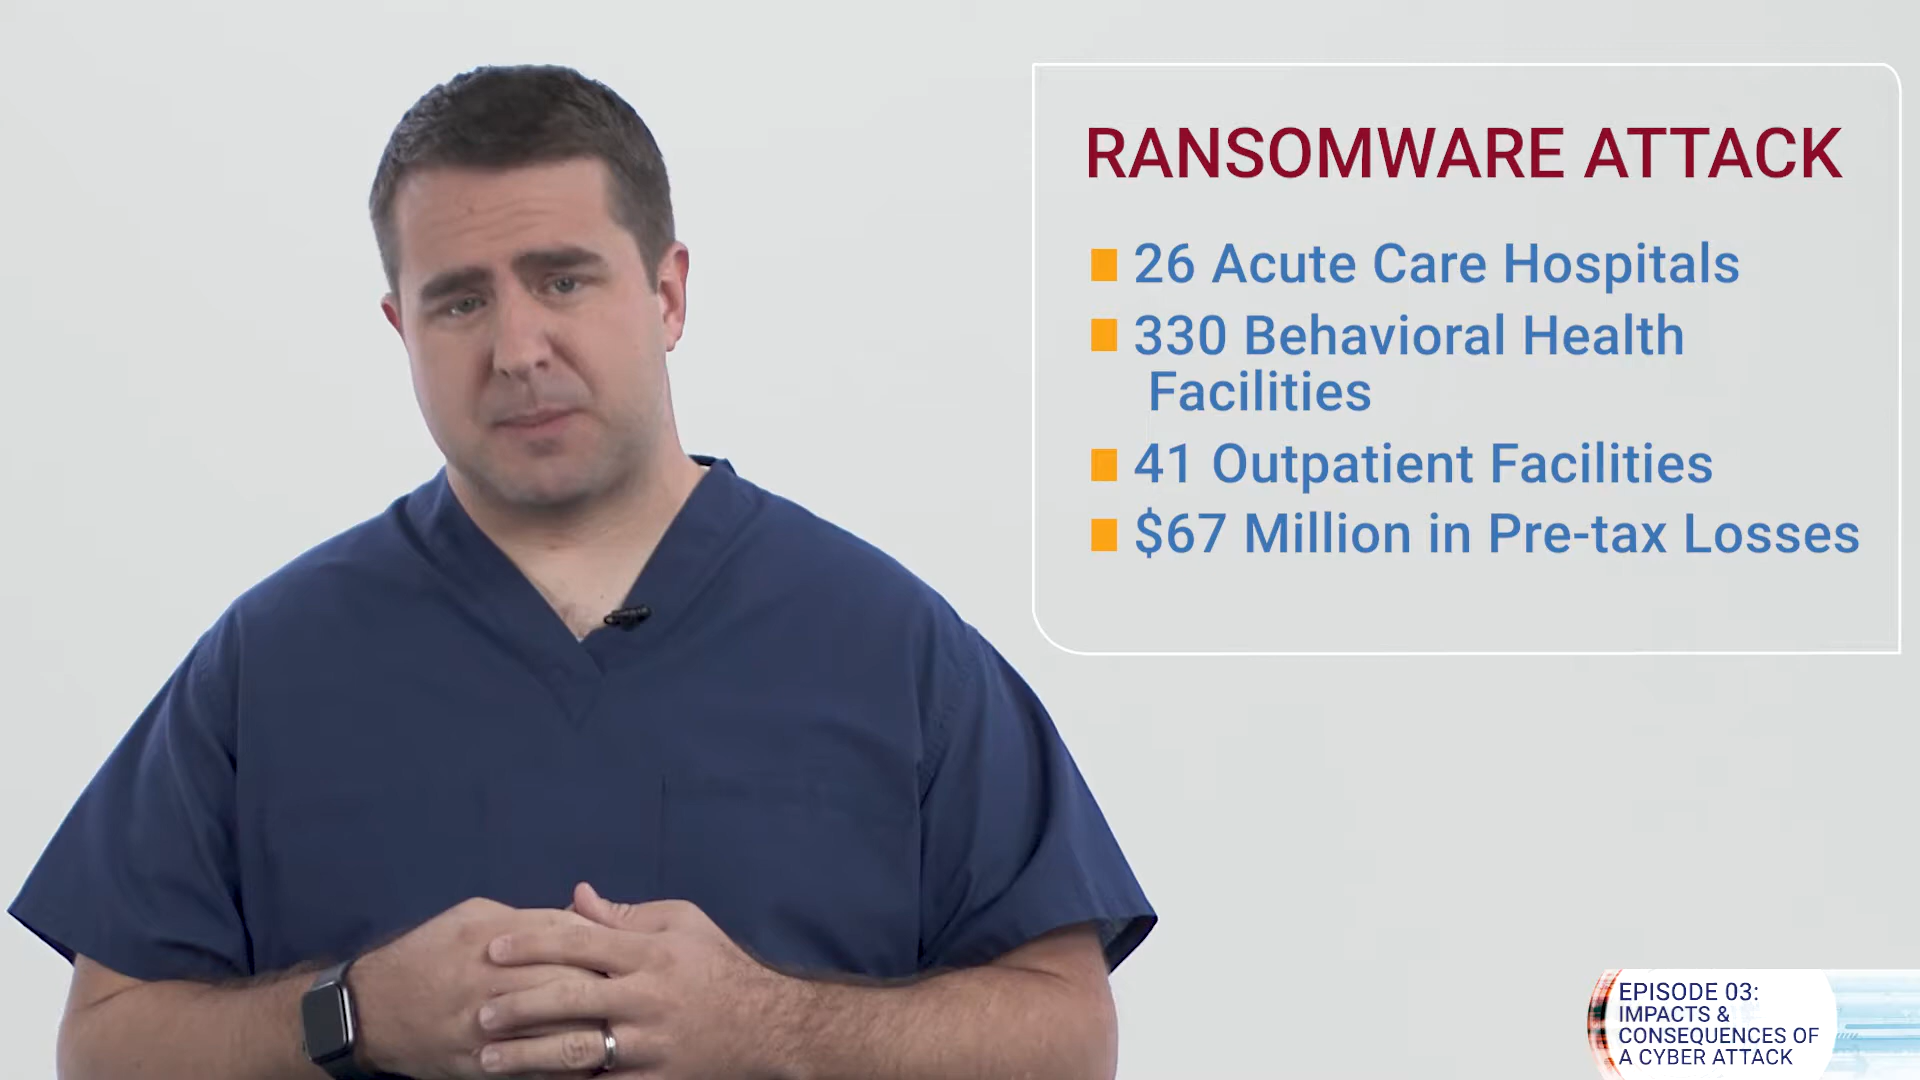 RANSOMWARE ATTACK
26 Acute Care Hospitals
330 Behavioral Health
Facilities
41 Outpatient Facilities
$67 Million in Pre-tax Losses
EPISODE 03:
IMPACTS &
CONSEQUENCES OF
A CYBER ATTACK